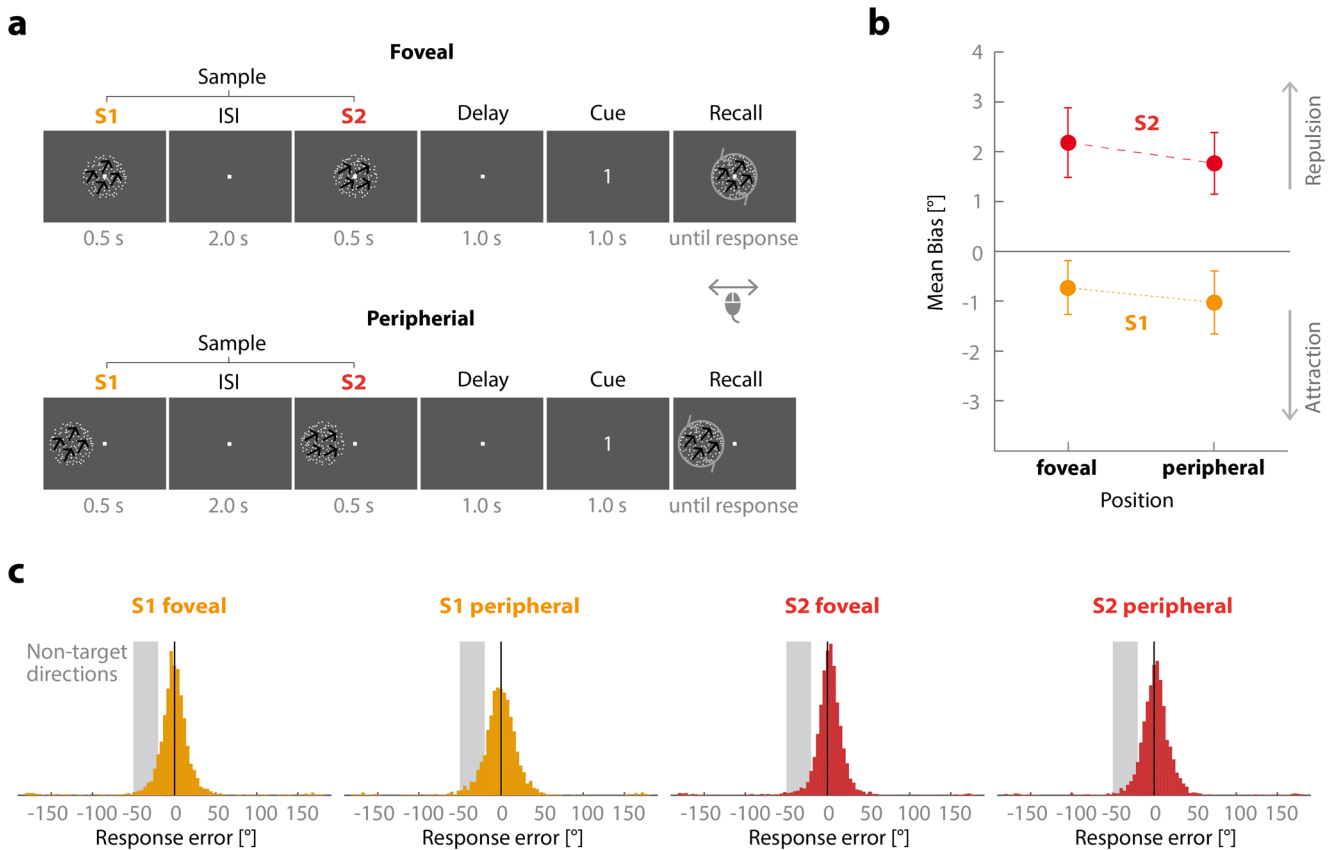 a
Foveal
Sample
S1 ISI S2 Delay Cue Recall
1
0.5 s 2.0 s 0.5 s 1.0 s 1.0 s until response
Peripherial
Sample
S1 ISI S2 Delay Cue Recall
1
0.5 s 2.0 s 0.5 s 1.0 s 1.0 s until response
b
4
3
2
1
0
-1
-2
-3
Mean Bias [°]
S2
S1
Repulsion
Attraction
foveal peripheral
Position
c
S1 foveal S1 peripheral S2 foveal S2 peripheral
Non-target
directions
-150 -100 -50 0 50 100 150 -150 -100 -50 0 50 100 150 -150 -100 -50 0 50 100 150 -150 -100 -50 0 50 100 150
Response error [°] Response error [°] Response error [°] Response error [°]